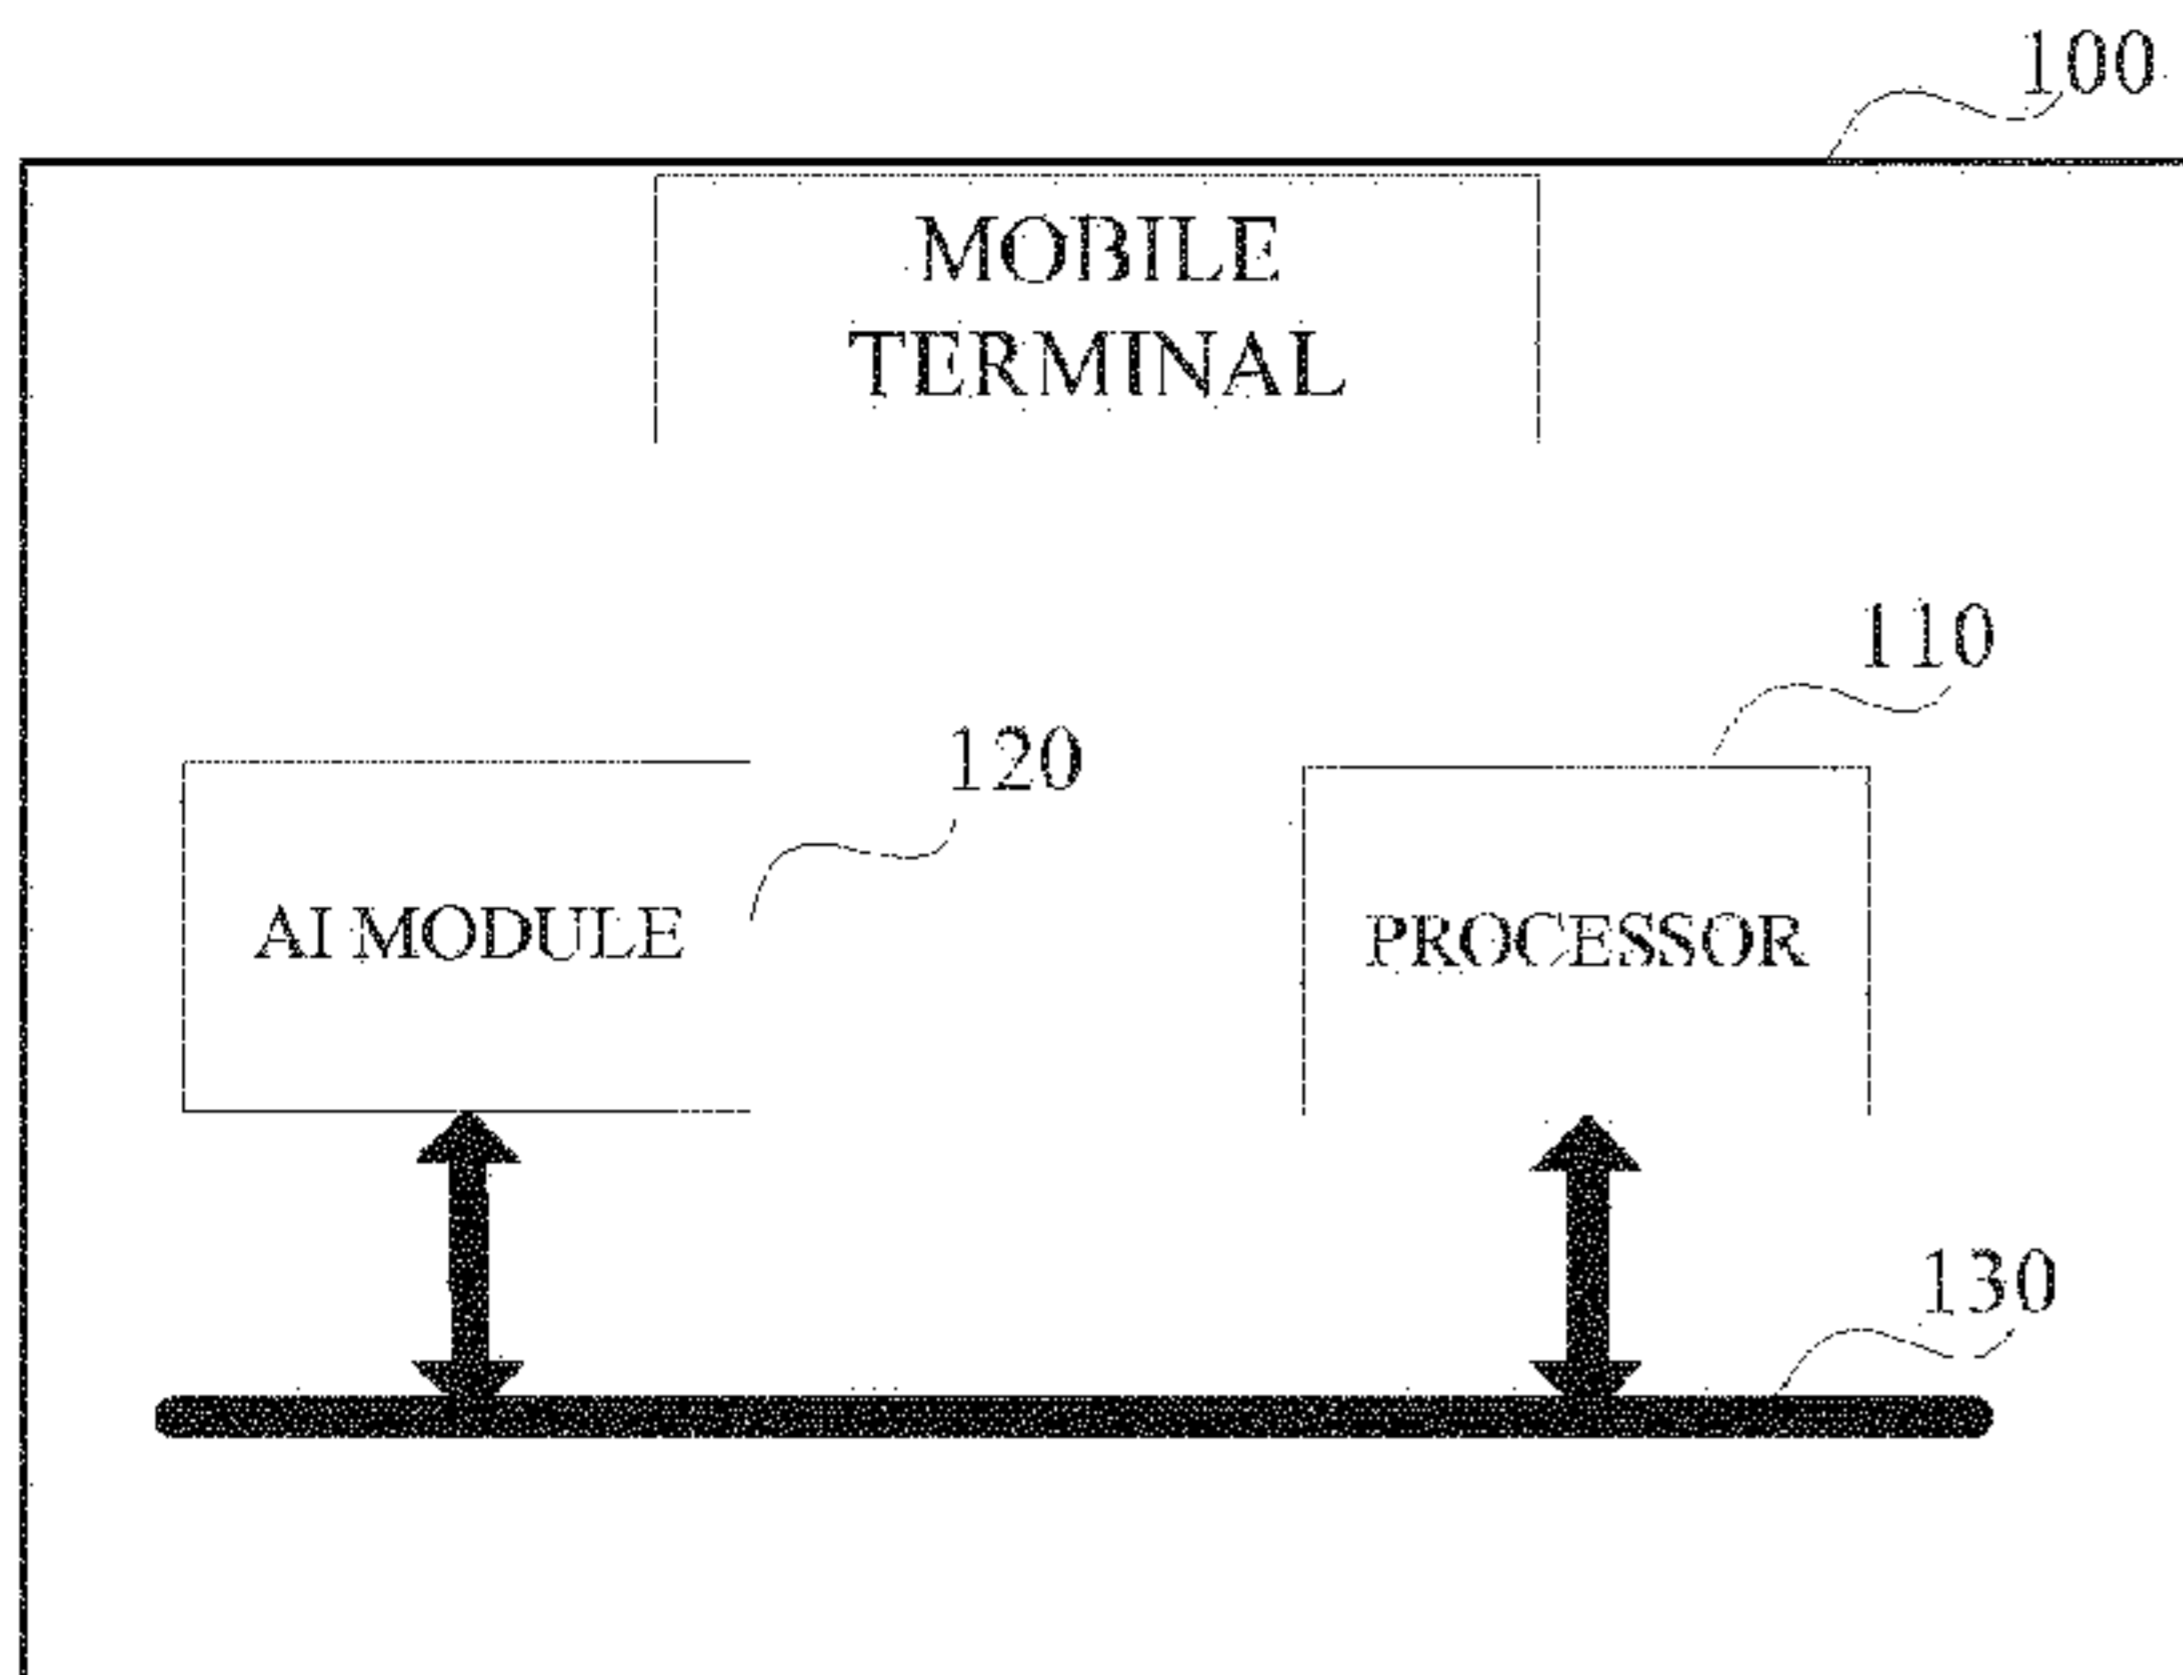 100
MOBILE
TERMINAL
110
120
AI MODULE
PROCESSOR
130